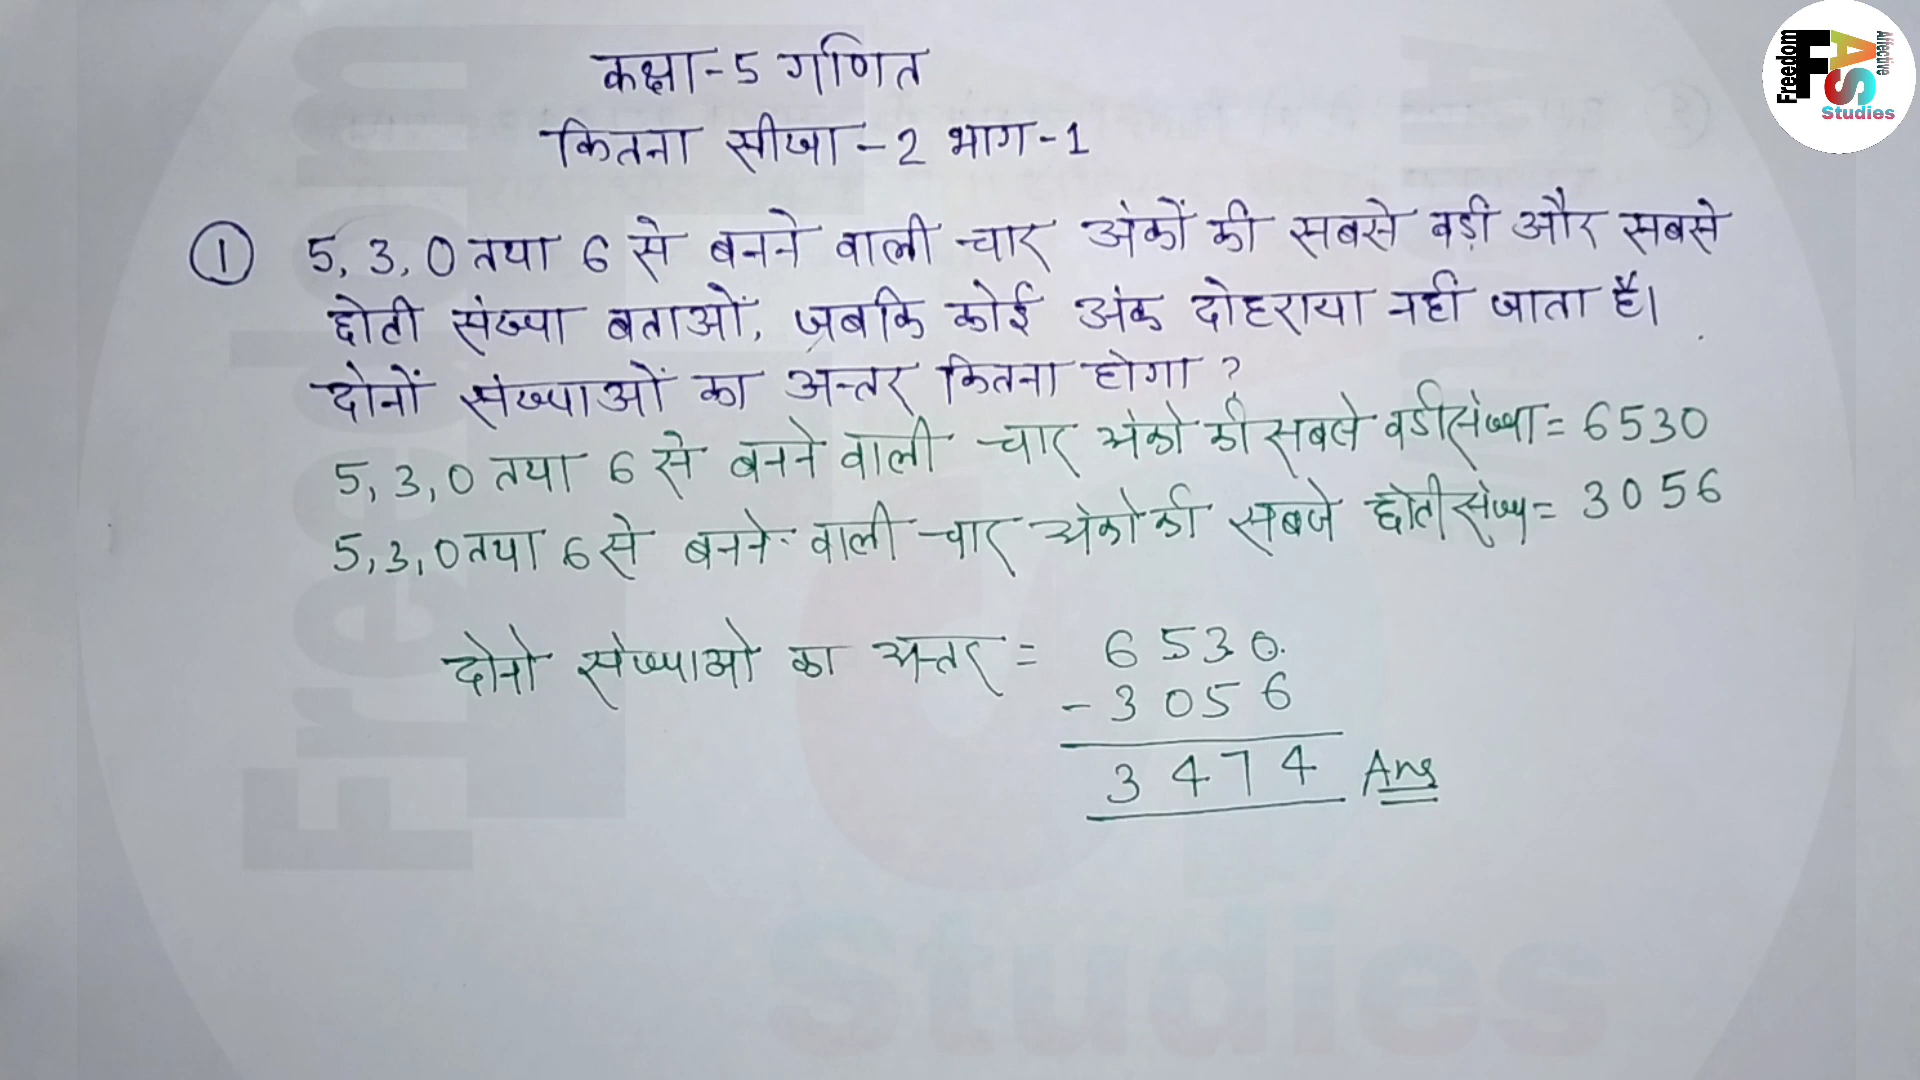 Freedom
FAS
Affective
Studies
कक्षा-5 गणित
कितना सीखा-2 भाग-1
① 5, 3, 0 तथा 6 से बनने वाली चार अंकों की सबसे बड़ी और सबसे
छोटी संख्या बताओं, जबकि कोई अंक दोहराया नहीं जाता है।
दोनों संख्याओं का अन्तर कितना होगा ?
5, 3, 0 तथा 6 से बनने वाली चार अंको की सबसे बडी संख्या = 6530
5, 3, 0 तथा 6 से बनने वाली चार अंको की सबसे छोटी संख्या = 3056
दोनो संख्याओ का अन्तर = 6530
- 3056
3474 Ans